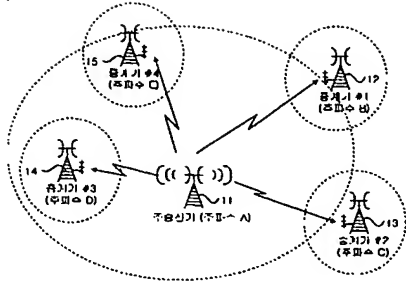 15
중계기 #4
(주파수
12
중계기 #1
(주파수 B)
14
중계기 #3
(주파수 D)
11
주송신기 (주파수 A)
13
중계기 #2
(주파수 C)